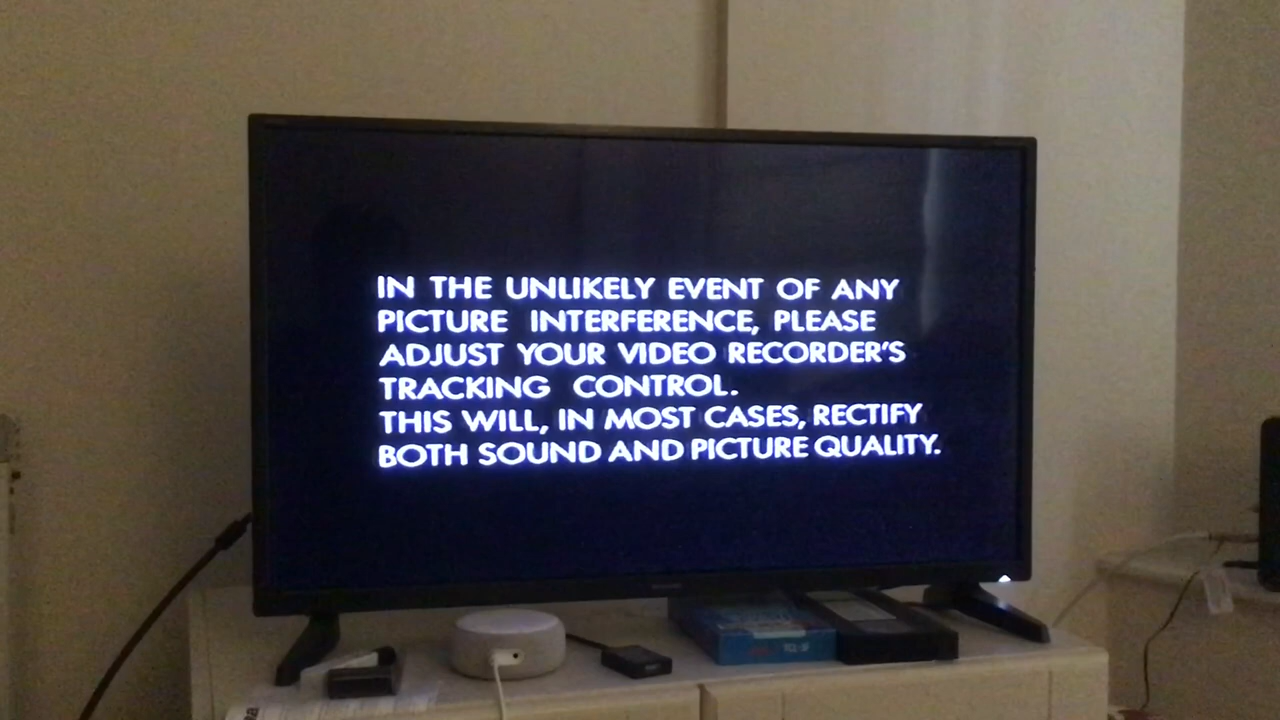 IN THE UNLIKELY EVENT OF ANY
PICTURE INTERFERENCE, PLEASE
ADJUST YOUR VIDEO RECORDER'S
TRACKING CONTROL.
THIS WILL, IN MOST CASES, RECTIFY
BOTH SOUND AND PICTURE QUALITY.